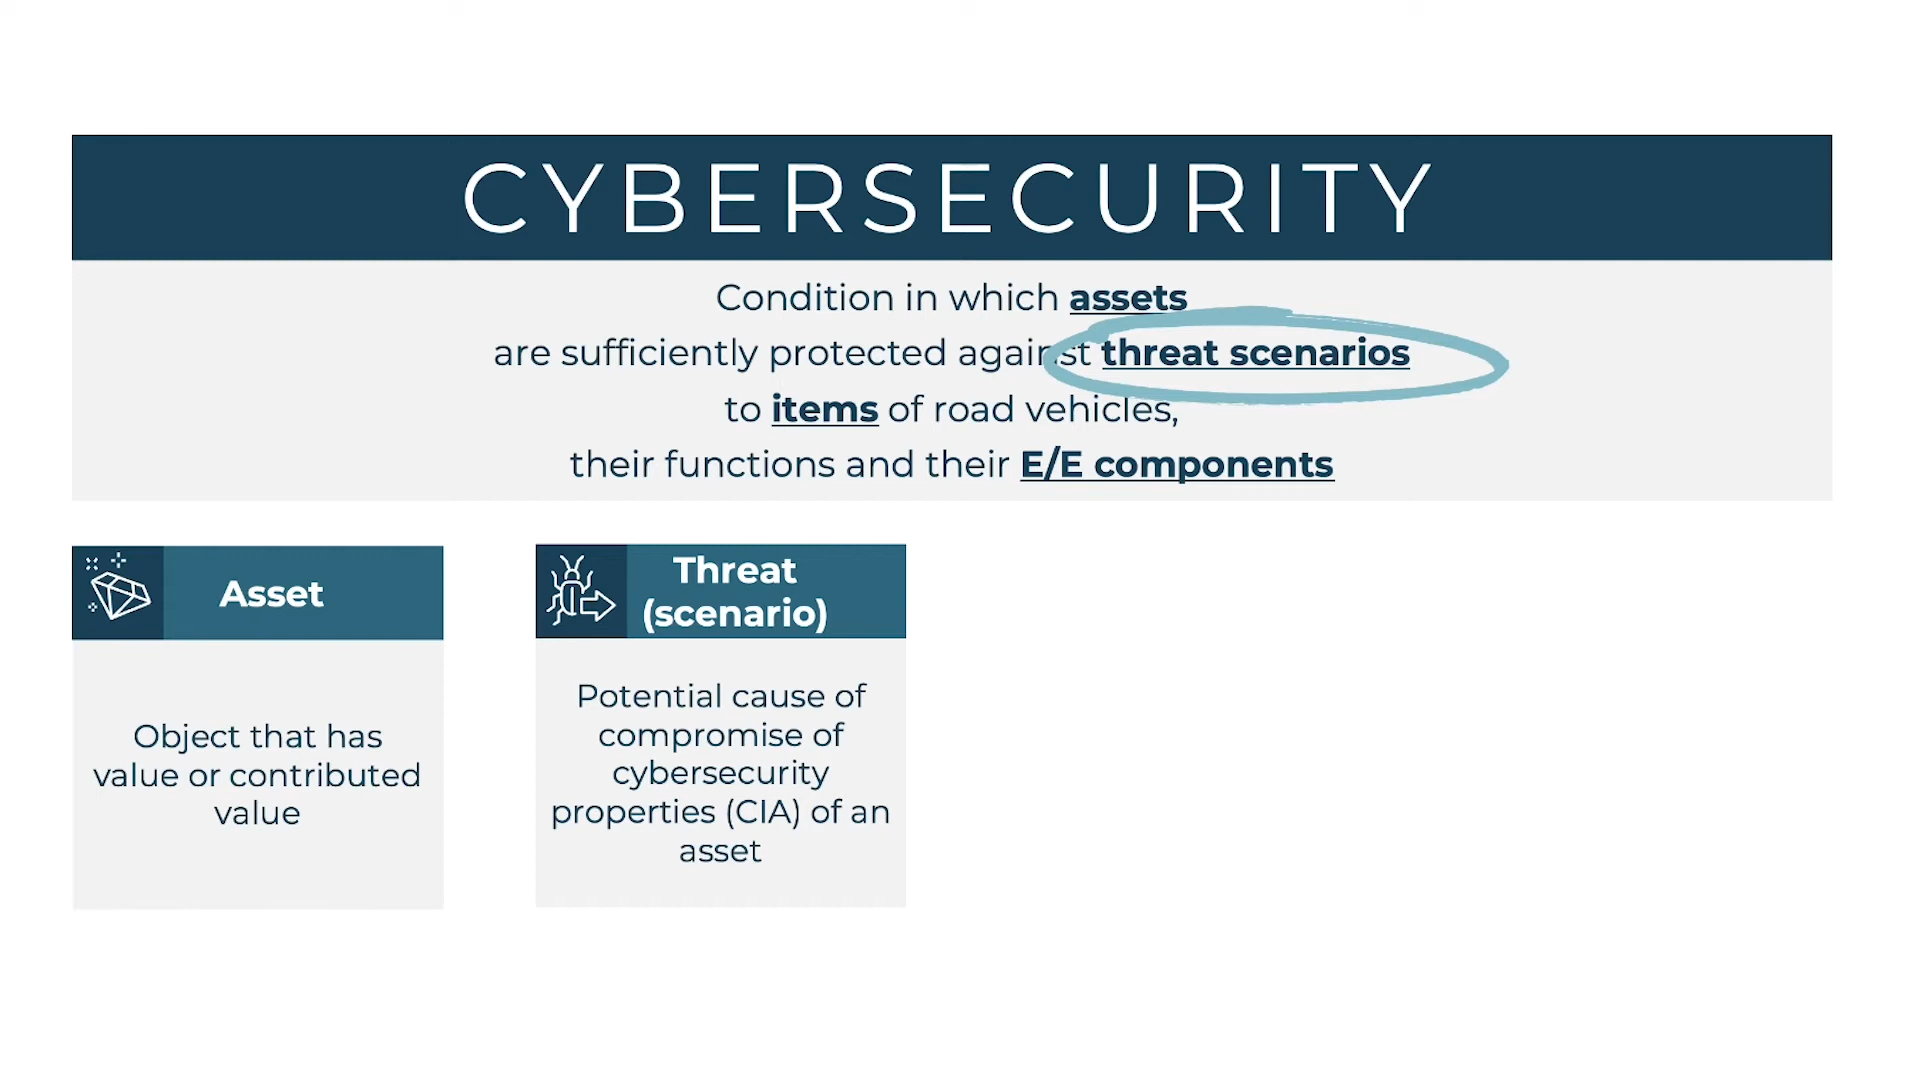 CYBERSECURITY
Condition in which assets
are sufficiently protected against threat scenarios
to items of road vehicles,
their functions and their E/E components
Asset
Object that has
value or contributed
value
Threat
(scenario)
Potential cause of
compromise of
cybersecurity
properties (CIA) of an
asset